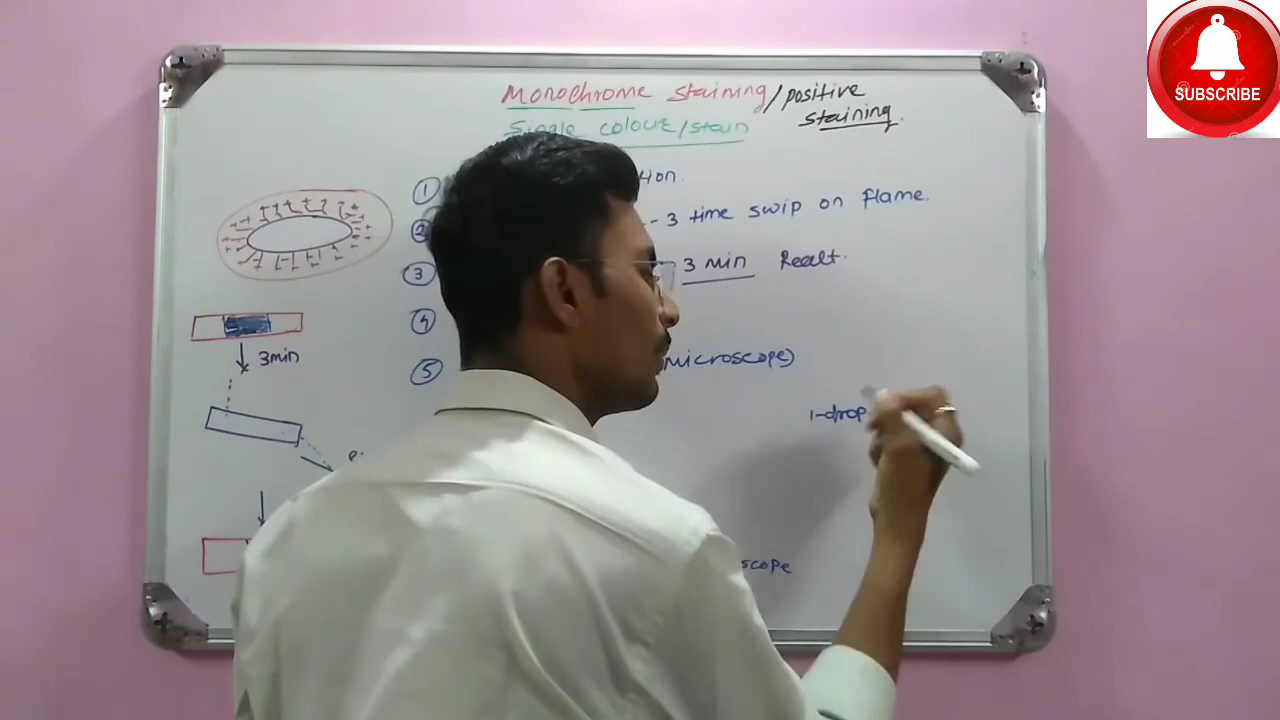 Monochrome staining/positive
staining.
Single colour/stain
SUBSCRIBE
①
② 3 time swip on flame.
③ 3 min Realt.
④
⑤ microscope)
3min
1-drop